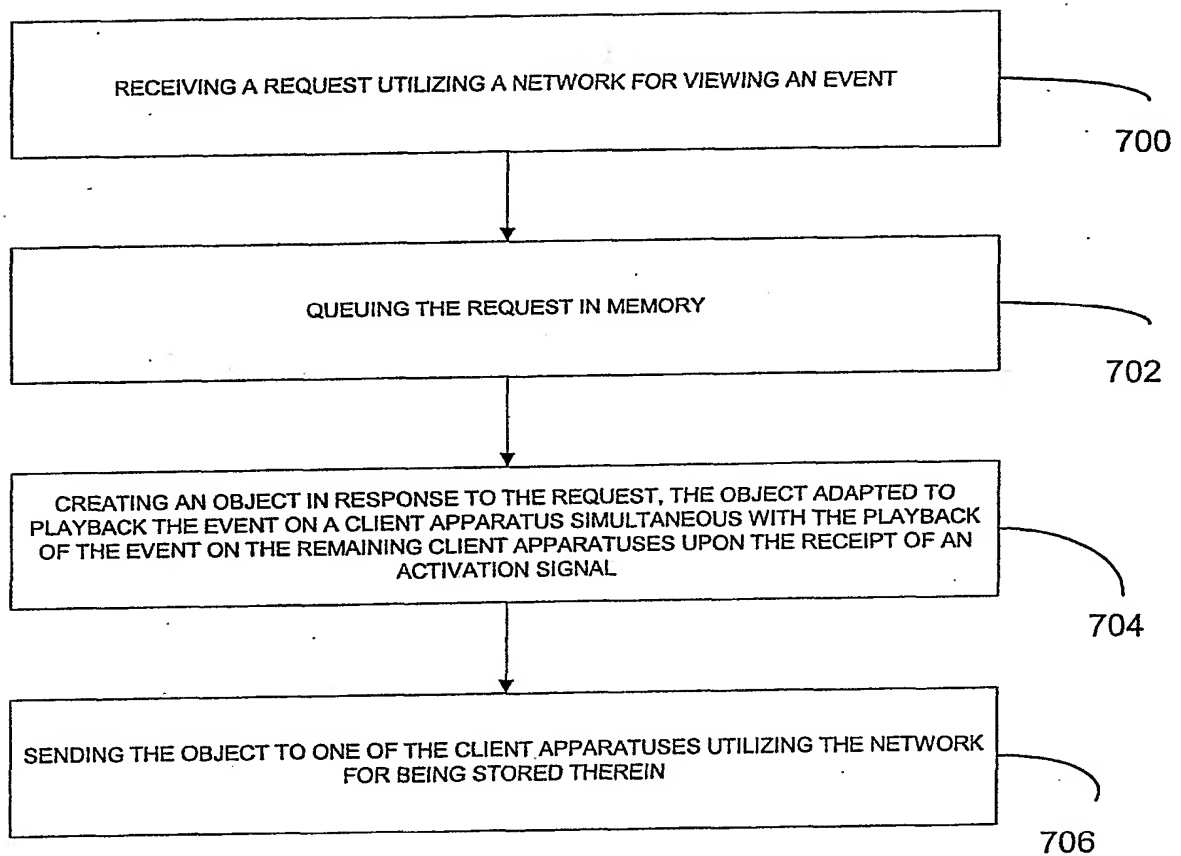 RECEIVING A REQUEST UTILIZING A NETWORK FOR VIEWING AN EVENT
700
QUEUING THE REQUEST IN MEMORY
702
CREATING AN OBJECT IN RESPONSE TO THE REQUEST, THE OBJECT ADAPTED TO
PLAYBACK THE EVENT ON A CLIENT APPARATUS SIMULTANEOUS WITH THE PLAYBACK
OF THE EVENT ON THE REMAINING CLIENT APPARATUSES UPON THE RECEIPT OF AN
ACTIVATION SIGNAL
704
SENDING THE OBJECT TO ONE OF THE CLIENT APPARATUSES UTILIZING THE NETWORK
FOR BEING STORED THEREIN
706